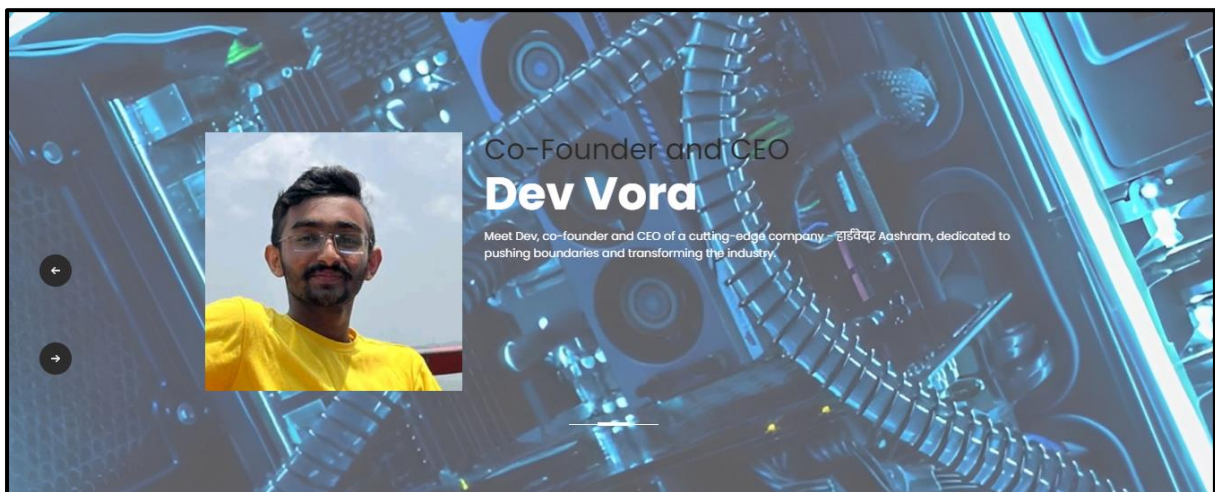 Co-Founder and CEO
Dev Vora
Meet Dev, co-founder and CEO of a cutting-edge company - हार्डवेयर Aashram, dedicated to
pushing boundaries and transforming the industry.